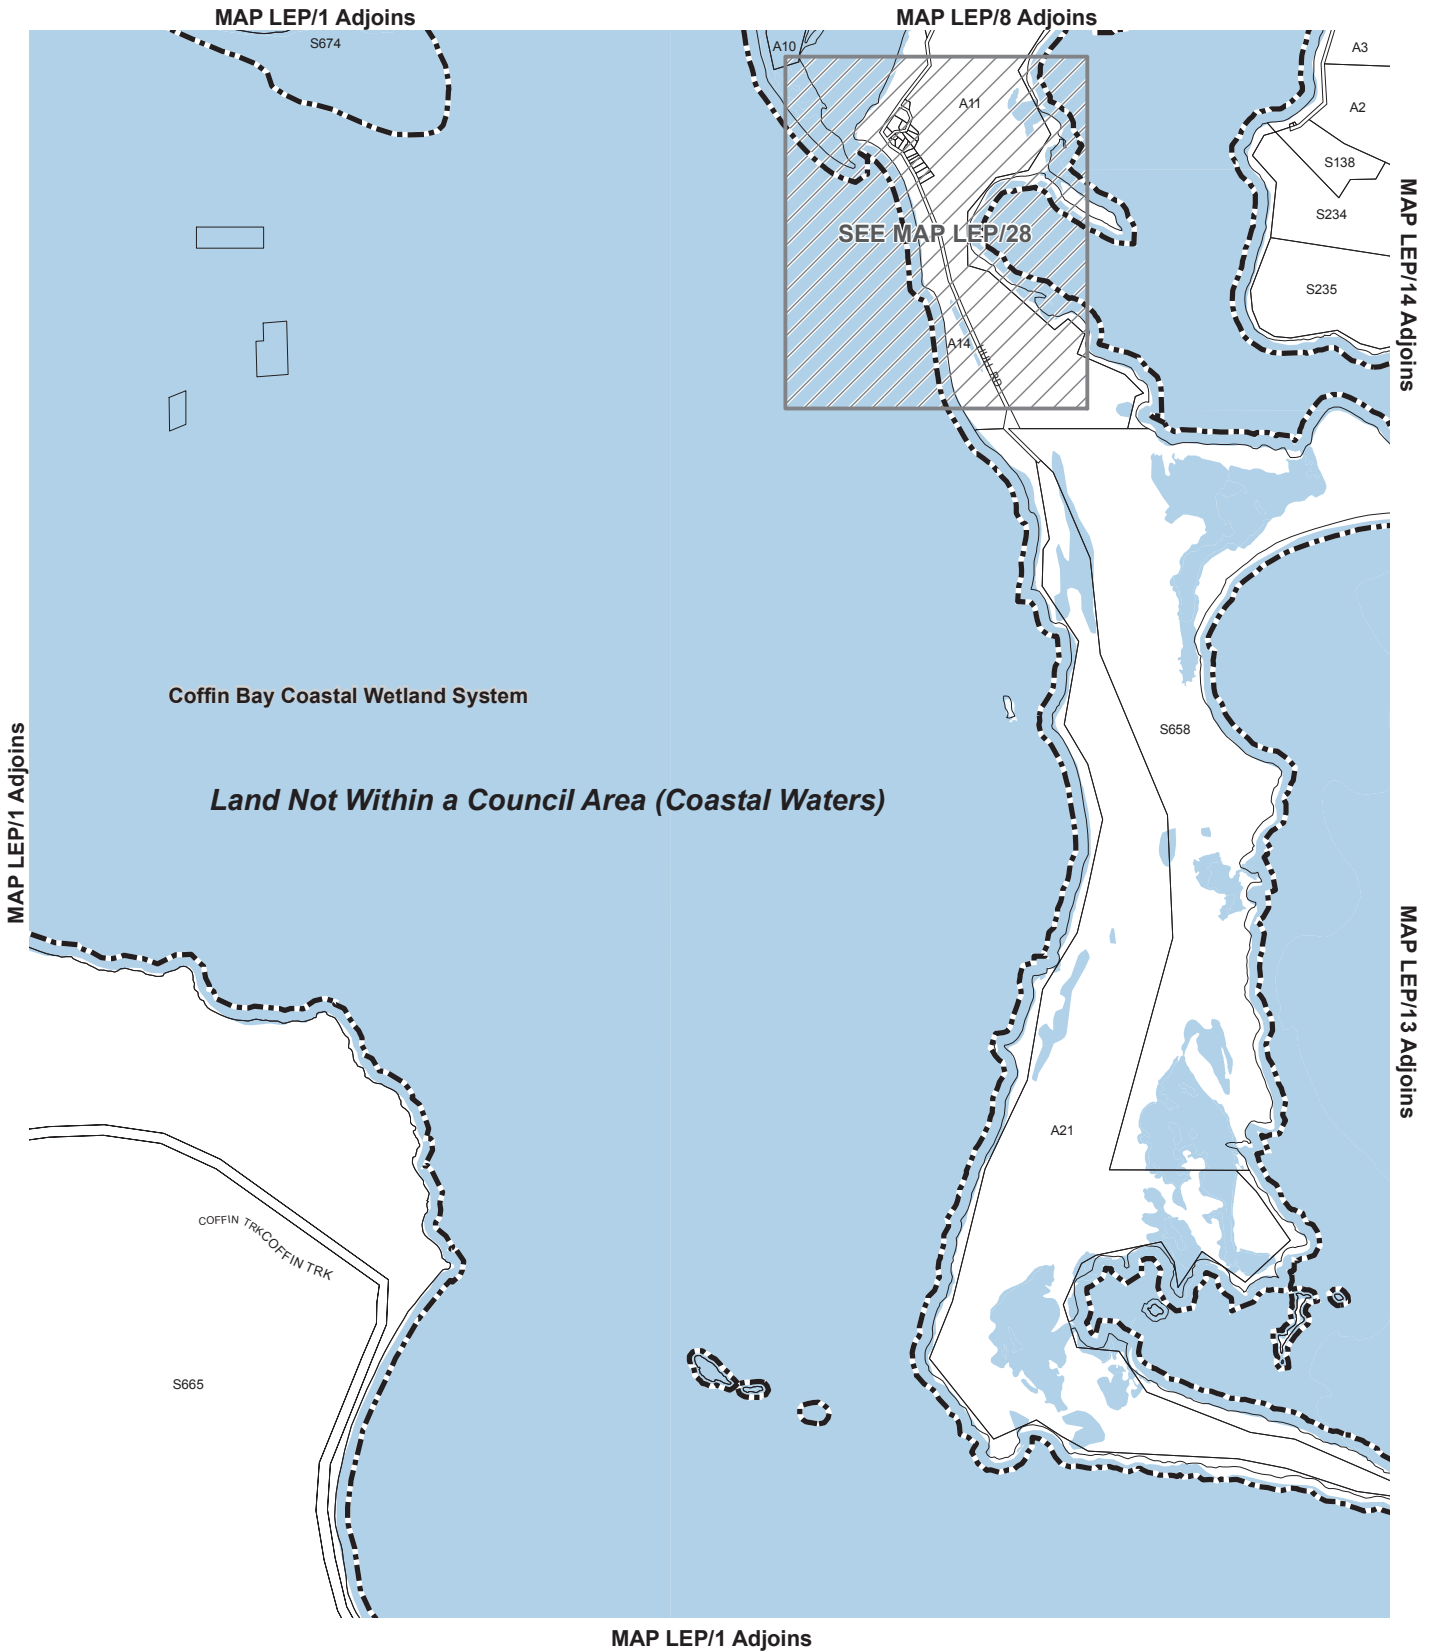 MAP LEP/1 Adjoins
MAP LEP/8 Adjoins
S674
A10
A3
A11
A2
S138
MAP LEP/14 Adjoins
S234
SEE MAP LEP/28
S235
A14
HULL RD
Coffin Bay Coastal Wetland System
S658
MAP LEP/1 Adjoins
Land Not Within a Council Area (Coastal Waters)
MAP LEP/13 Adjoins
A21
COFFIN TRK
COFFIN TRK
S665
MAP LEP/1 Adjoins